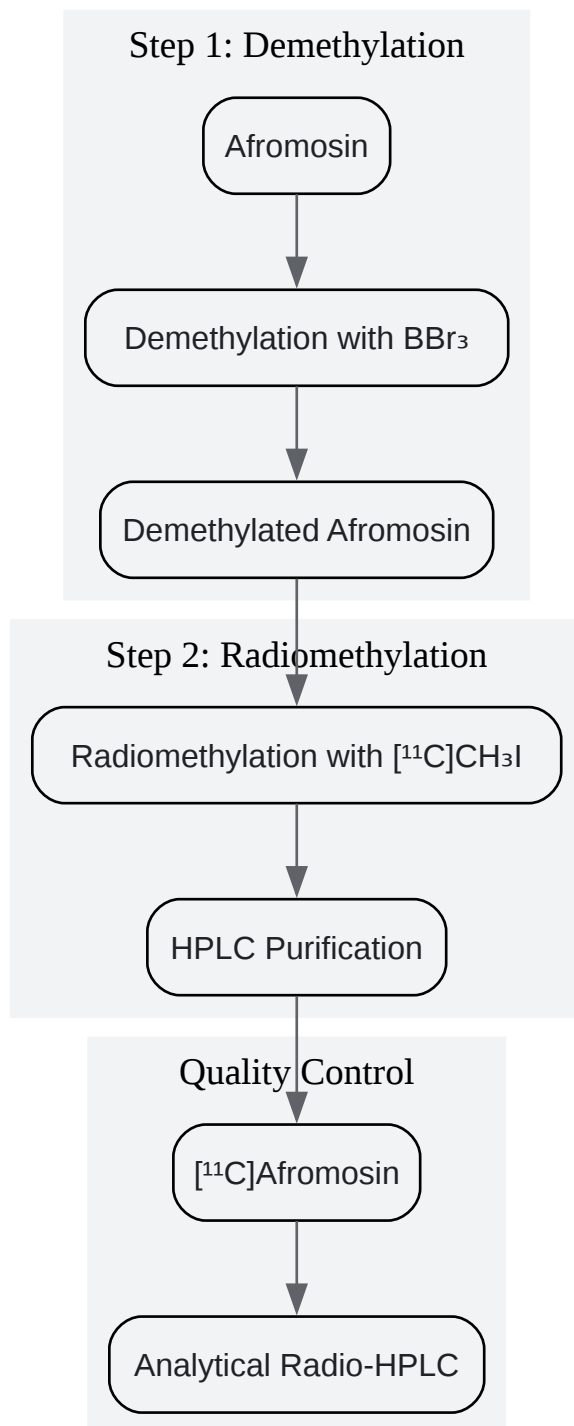 Step 1: Demethylation
Afromosin
Demethylation with BBr₃
Demethylated Afromosin
Step 2: Radiomethylation
Radiomethylation with [¹¹C]CH₃I
HPLC Purification
Quality Control
[¹¹C]Afromosin
Analytical Radio-HPLC